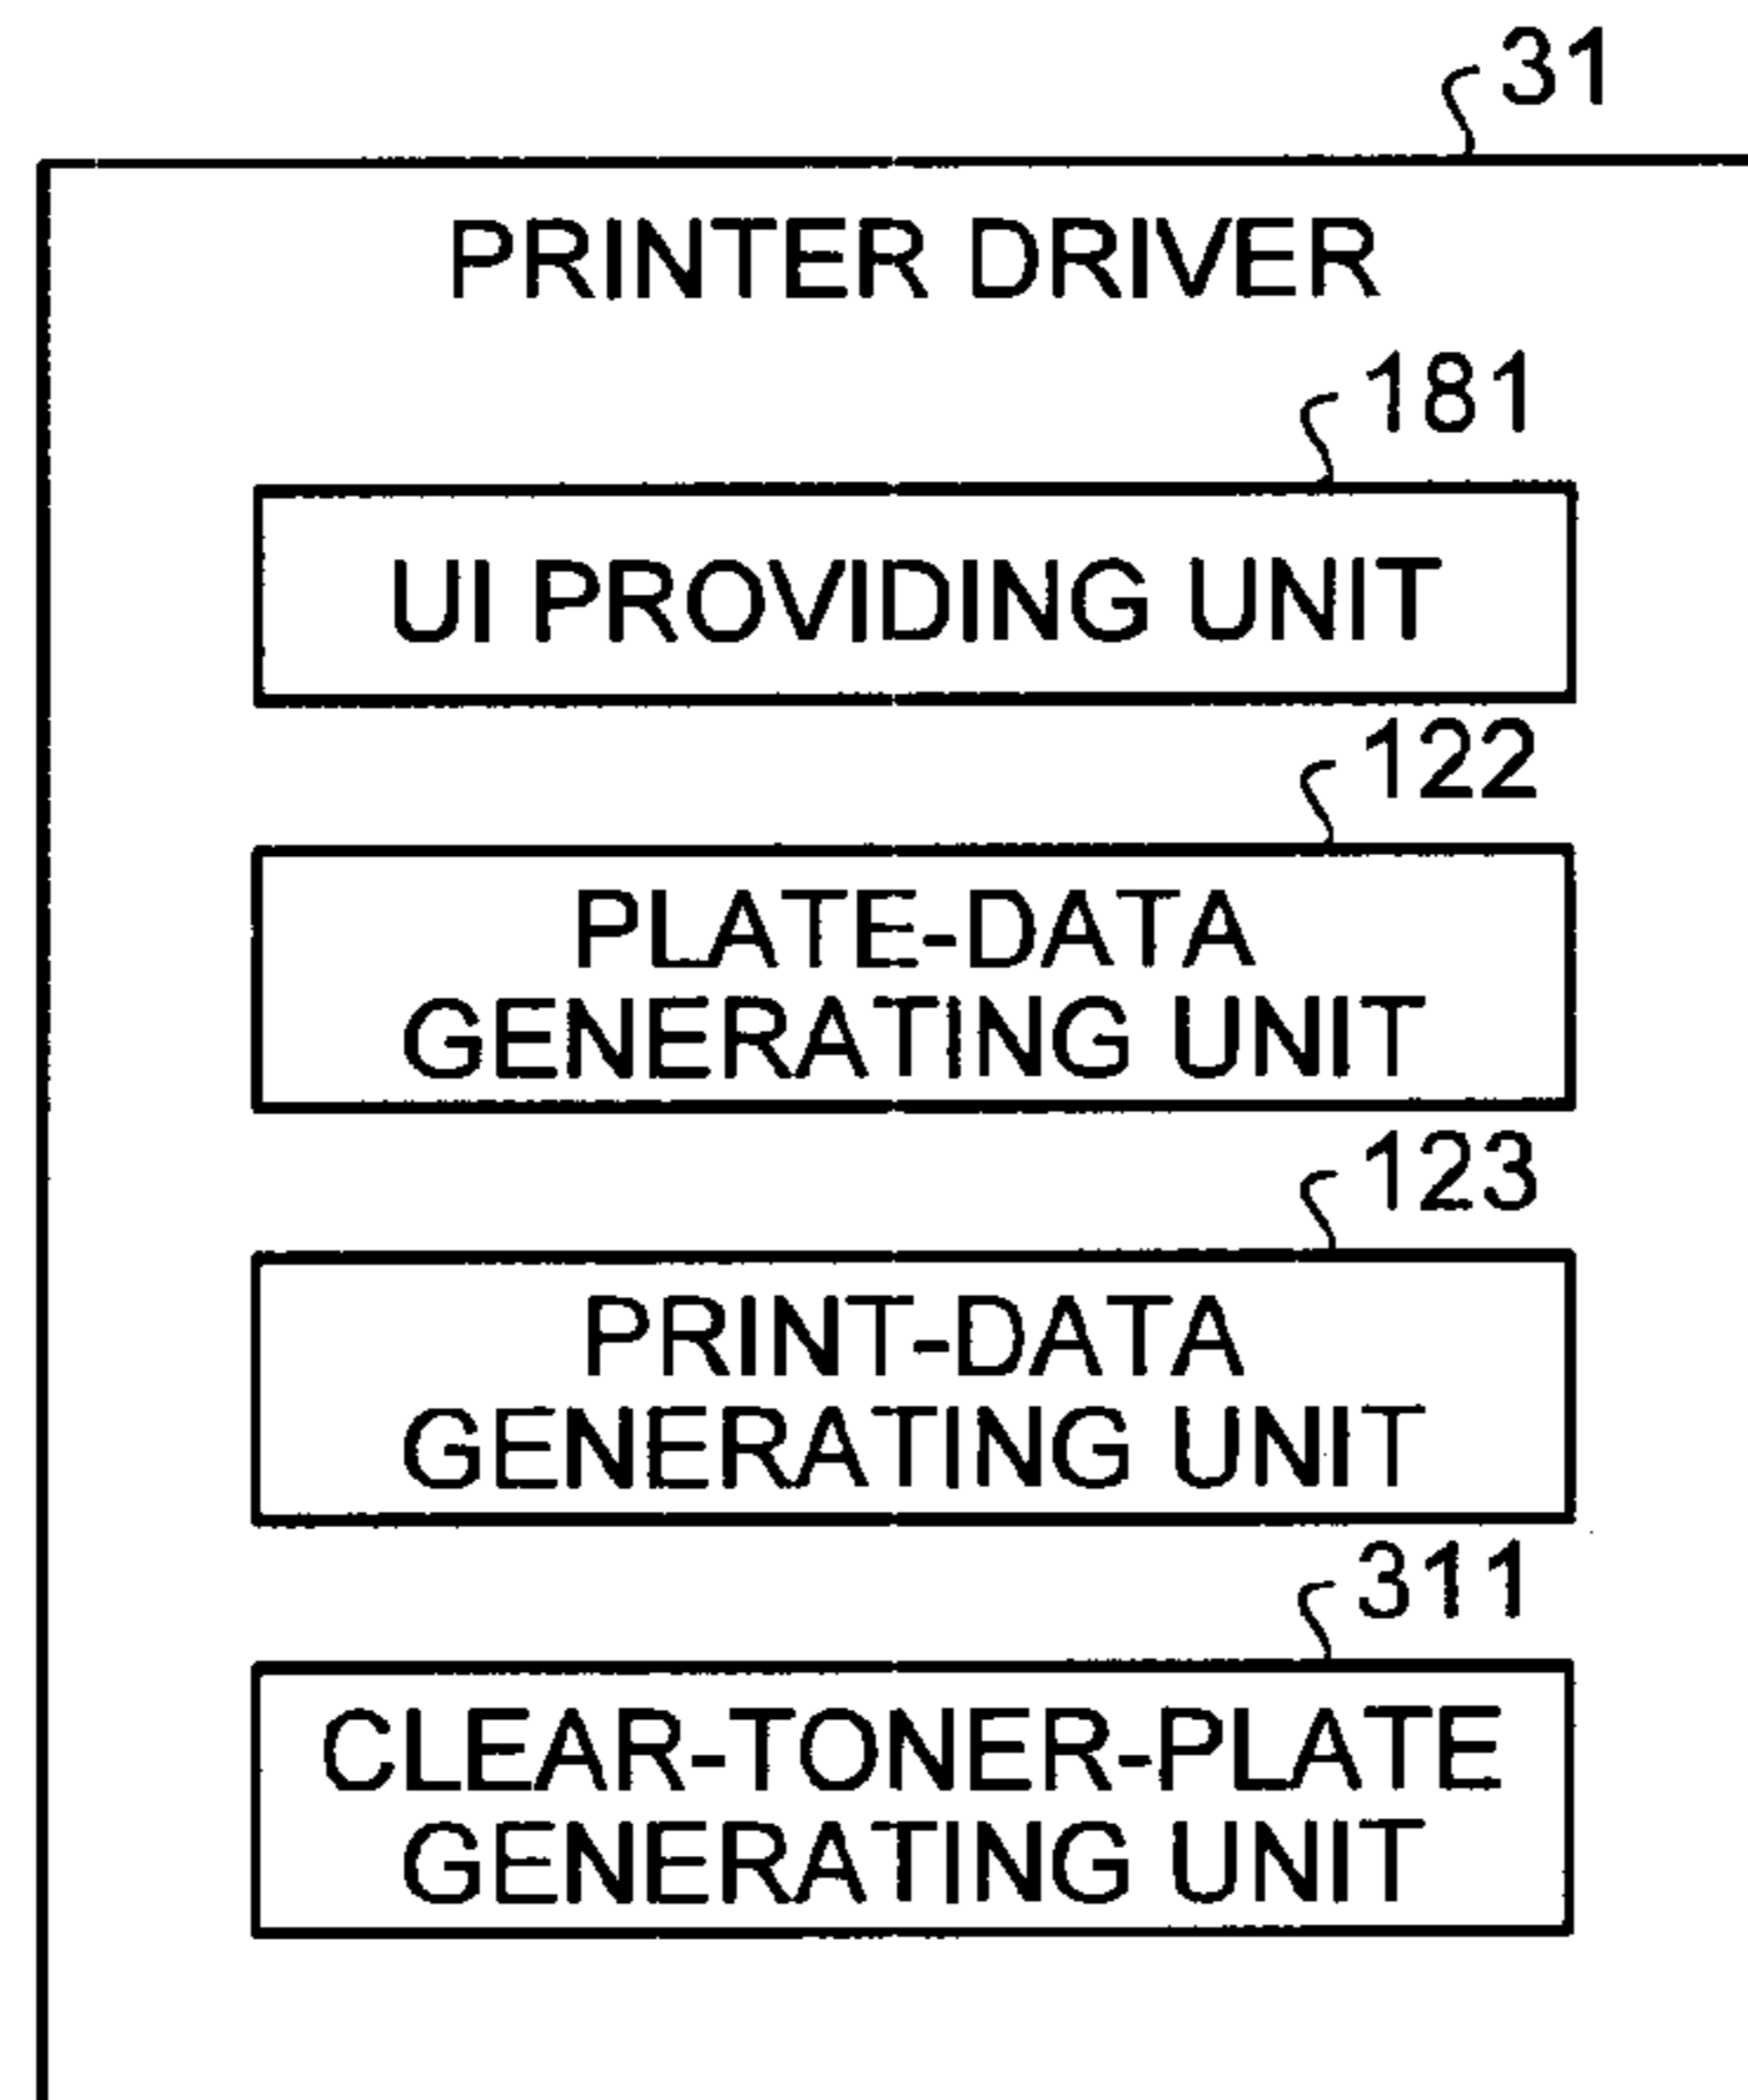 31
PRINTER DRIVER
181
UI PROVIDING UNIT
122
PLATE-DATA
GENERATING UNIT
123
PRINT-DATA
GENERATING UNIT
311
CLEAR-TONER-PLATE
GENERATING UNIT